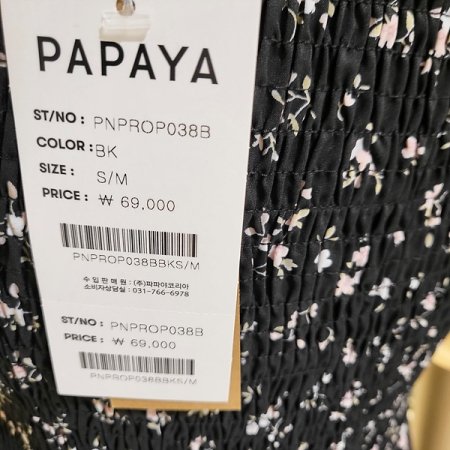 PAPAYA
ST/NO : PNPROP038B
COLOR : BK
SIZE : S/M
PRICE : ₩ 69,000
PNPROP038BBKS/M
수 입 판 매 원 : (주)파파야코리아
소비자상담실 : 031-766-6978
ST/NO : PNPROP038B
PRICE : ₩ 69,000
PNPROP038BBKS/M